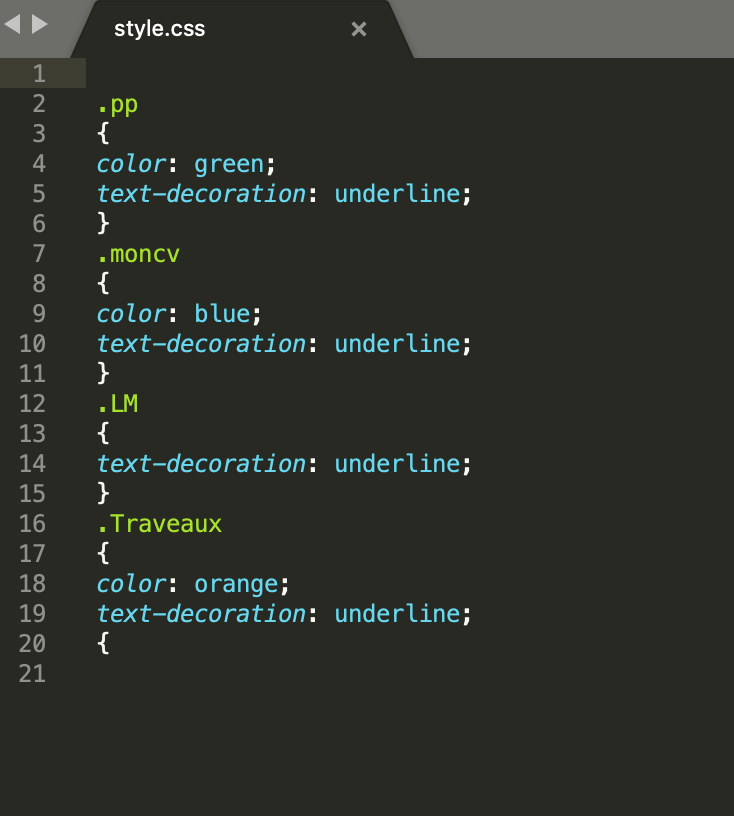 style.css ×
1
2 .pp
3 {
4 color: green;
5 text-decoration: underline;
6 }
7 .moncv
8 {
9 color: blue;
10 text-decoration: underline;
11 }
12 .LM
13 {
14 text-decoration: underline;
15 }
16 .Traveaux
17 {
18 color: orange;
19 text-decoration: underline;
20 {
21